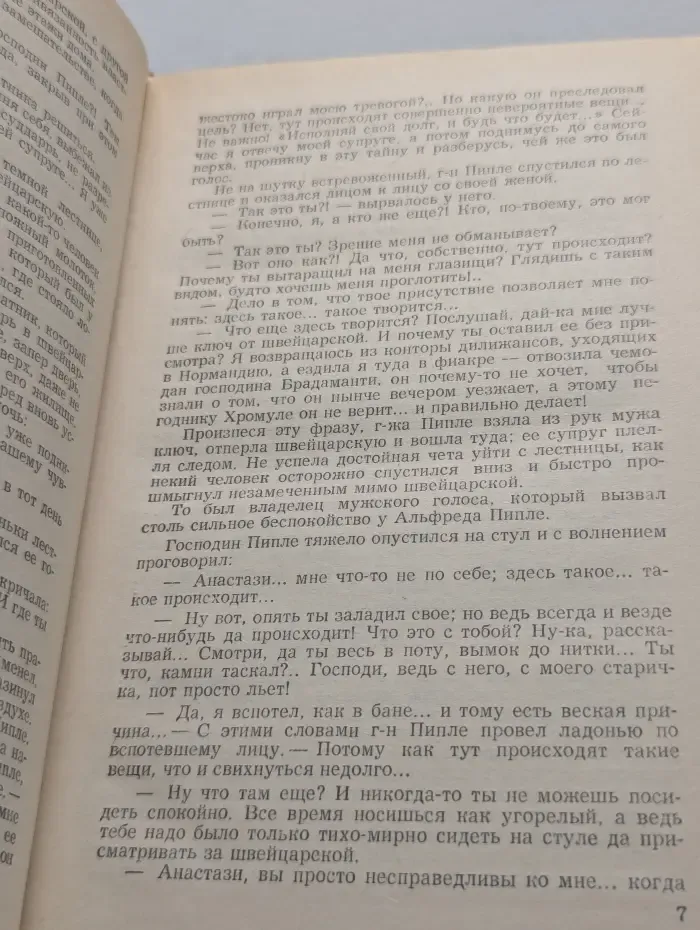 жестоко играл моею тревогой?.. Но какую он преследовал
цель? Нет, тут происходят совершенно невероятные вещи...
Не важно! «Исполняй свой долг, и будь что будет...» Сей-
час я отвечу моей супруге, а потом поднимусь до самого
верха, проникну в эту тайну и разберусь, чей же это был
голос.
Не на шутку встревоженный, г-н Пипле спустился по ле-
стнице и оказался лицом к лицу со своей женой.
— Так это ты?! — вырвалось у него.
— Конечно, я, а кто же еще?! Кто, по-твоему, это мог
быть?
— Так это ты? Зрение меня не обманывает?
— Вот оно как?! Да что, собственно, тут происходит?
Почему ты вытаращил на меня глазищи? Глядишь с таким
видом, будто хочешь меня проглотить!..
— Дело в том, что твое присутствие позволяет мне по-
нять: здесь такое... такое творится...
— Что еще здесь творится? Послушай, дай-ка мне луч-
ше ключ от швейцарской. И почему ты оставил ее без при-
смотра? Я возвращаюсь из конторы дилижансов, уходящих
в Нормандию, а ездила я туда в фиакре — отвозила чемо-
дан господина Брадаманти, он почему-то не хочет, чтобы
знали о том, что он нынче вечером уезжает, а этому не-
годнику Хромуле он не верит... и правильно делает!
Произнеся эту фразу, г-жа Пипле взяла из рук мужа
ключ, отперла швейцарскую и вошла туда; ее супруг плел-
ля следом. Не успела достойная чета уйти с лестницы, как
некий человек осторожно спустился вниз и быстро про-
шмыгнул незамеченным мимо швейцарской.
То был владелец мужского голоса, который вызвал
столь сильное беспокойство у Альфреда Пипле.
Господин Пипле тяжело опустился на стул и с волнением
проговорил:
— Анастази... мне что-то не по себе; здесь такое... та-
кое происходит...
— Ну вот, опять ты заладил свое; но ведь всегда и везде
что-нибудь да происходит! Что это с тобой? Ну-ка, расска-
зывай... Смотри, да ты весь в поту, вымок до нитки... Ты
что, камни таскал?.. Господи, ведь с него, с моего старич-
ка, пот просто льет!
— Да, я вспотел, как в бане... и тому есть веская при-
чина... — С этими словами г-н Пипле провел ладонью по
вспотевшему лицу. — Потому как тут происходят такие
вещи, что и свихнуться недолго...
— Ну что там еще? И никогда-то ты не можешь поси-
деть спокойно. Все время носишься как угорелый, а ведь
тебе надо было только тихо-мирно сидеть на стуле да при-
сматривать за швейцарской.
— Анастази, вы просто несправедливы ко мне... когда
7